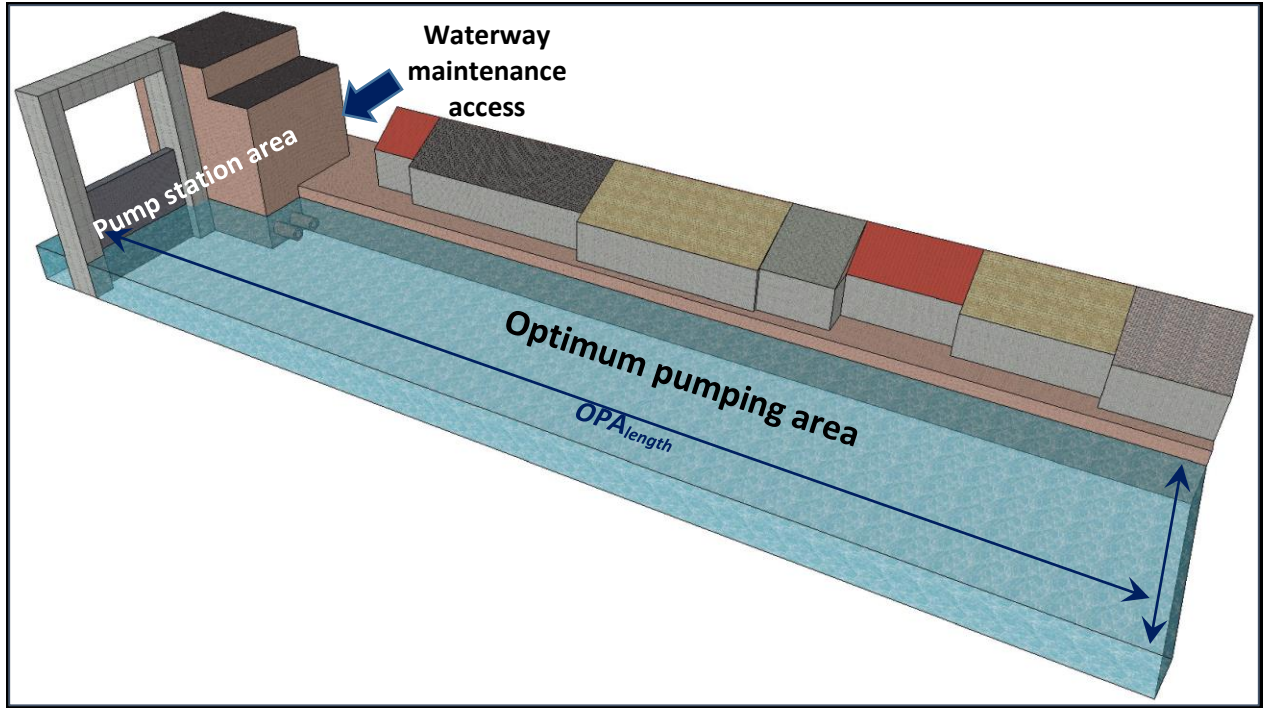 Waterway
maintenance
access
Pump station area
Optimum pumping area
OPAlength